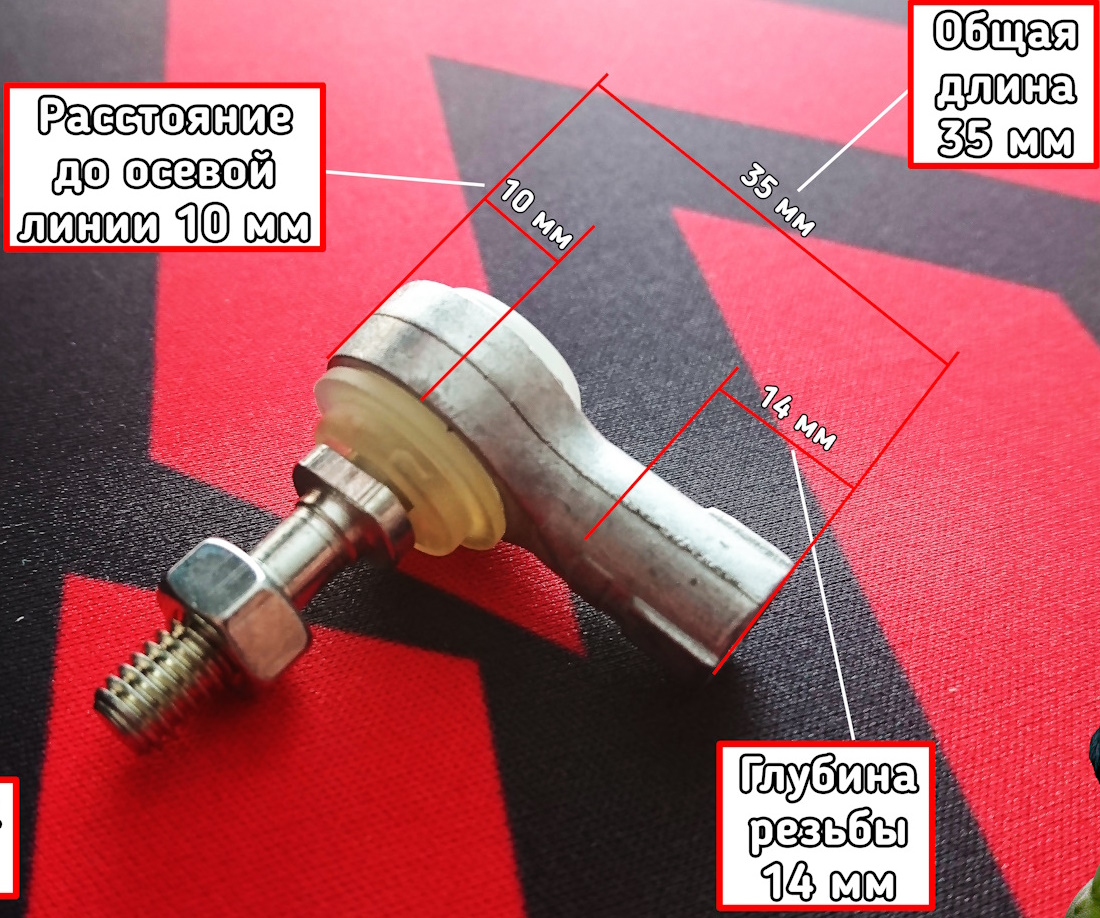 Общая
длина
35 мм
Расстояние
до осевой
линии 10 мм
10 мм
35 мм
14 мм
Глубина
резьбы
14 мм